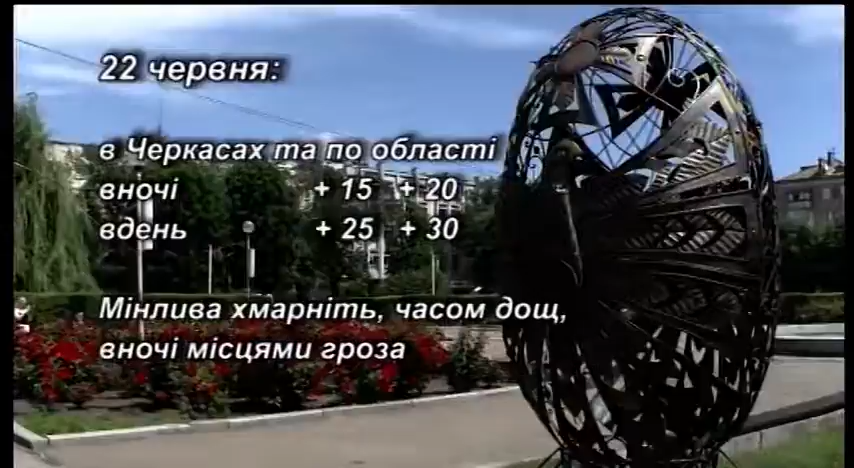 22 червня:
в Черкасах та по області
вночі + 15 + 20
вдень + 25 + 30
Мінлива хмарніть, часом дощ,
вночі місцями гроза